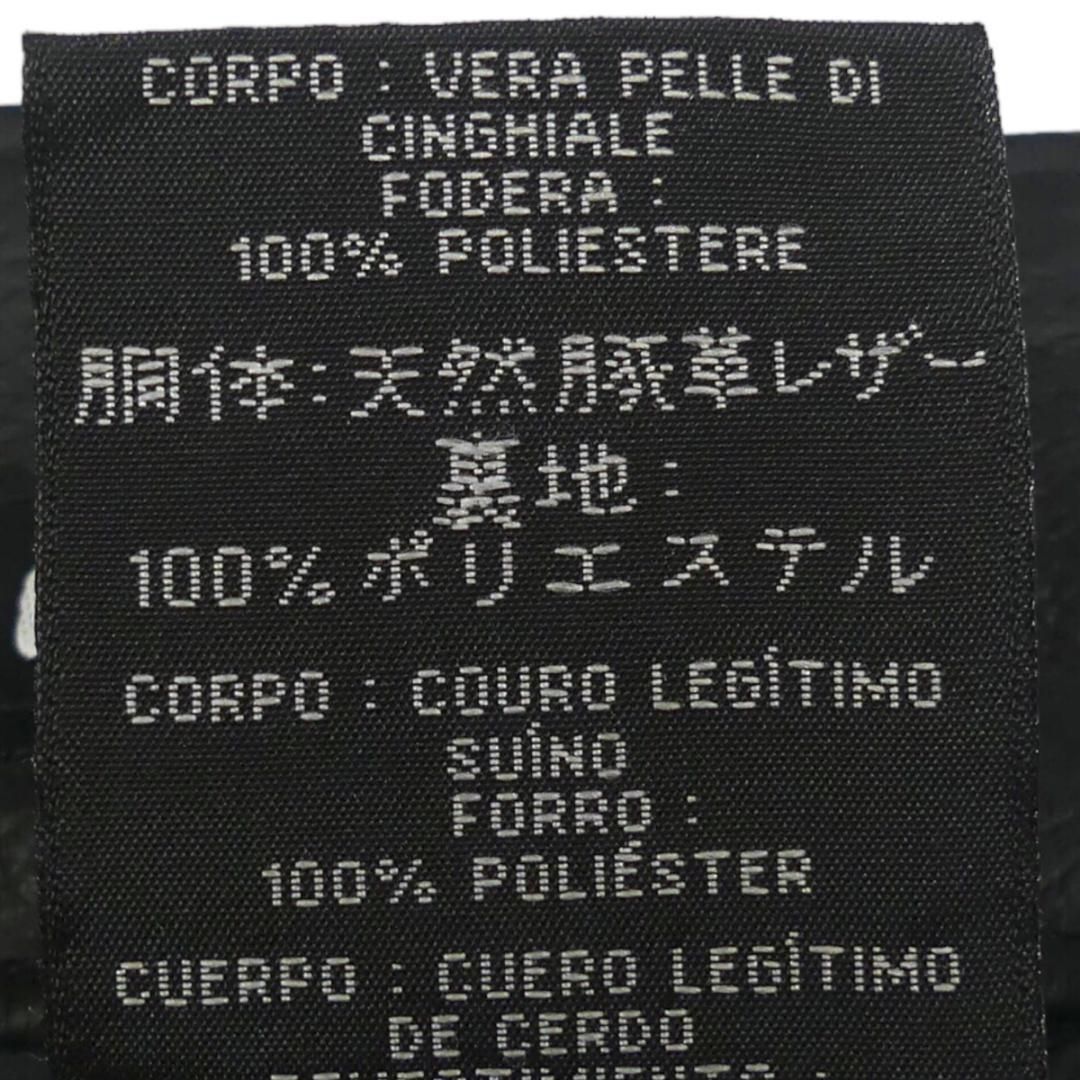 CORPO : VERA PELLE DI
CINGHIALE
FODERA :
100% POLIESTERE
胴体:天然豚革レザー
裏地:
100%ポリエステル
CORPO : COURO LEGÍTIMO
SUÍNO
FORRO :
100% POLIÉSTER
CUERPO : CUERO LEGÍTIMO
DE CERDO